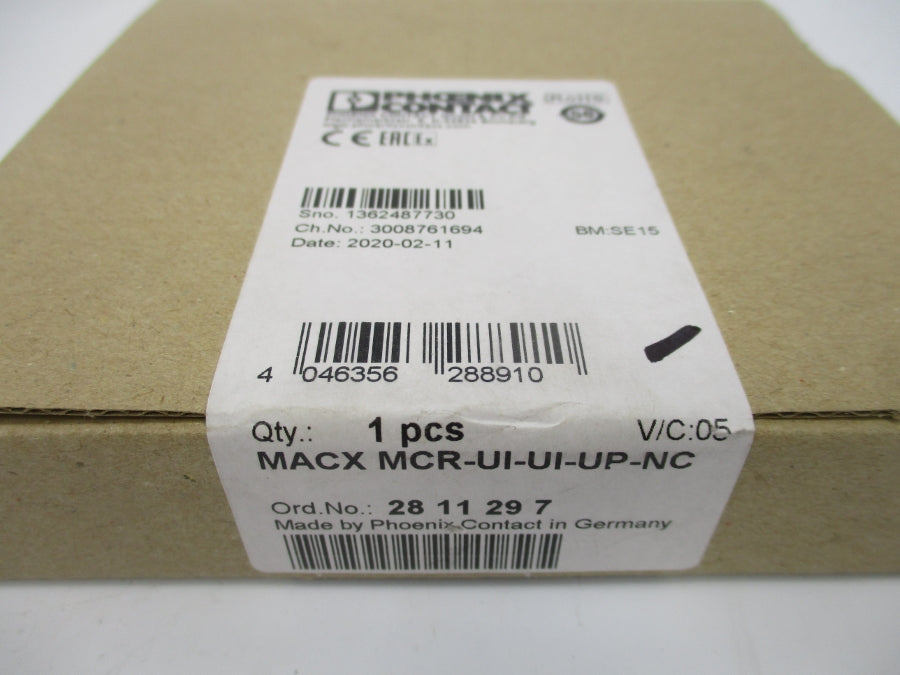 PHOENIX
CONTACT
RoHS
CE EAC Ex
Sno. 1362487730
Ch.No.: 3008761694
BM:SE15
Date: 2020-02-11
4 046356 288910
Qty.: 1 pcs V/C:05
MACX MCR-UI-UI-UP-NC
Ord.No.: 28 11 29 7
Made by Phoenix Contact in Germany